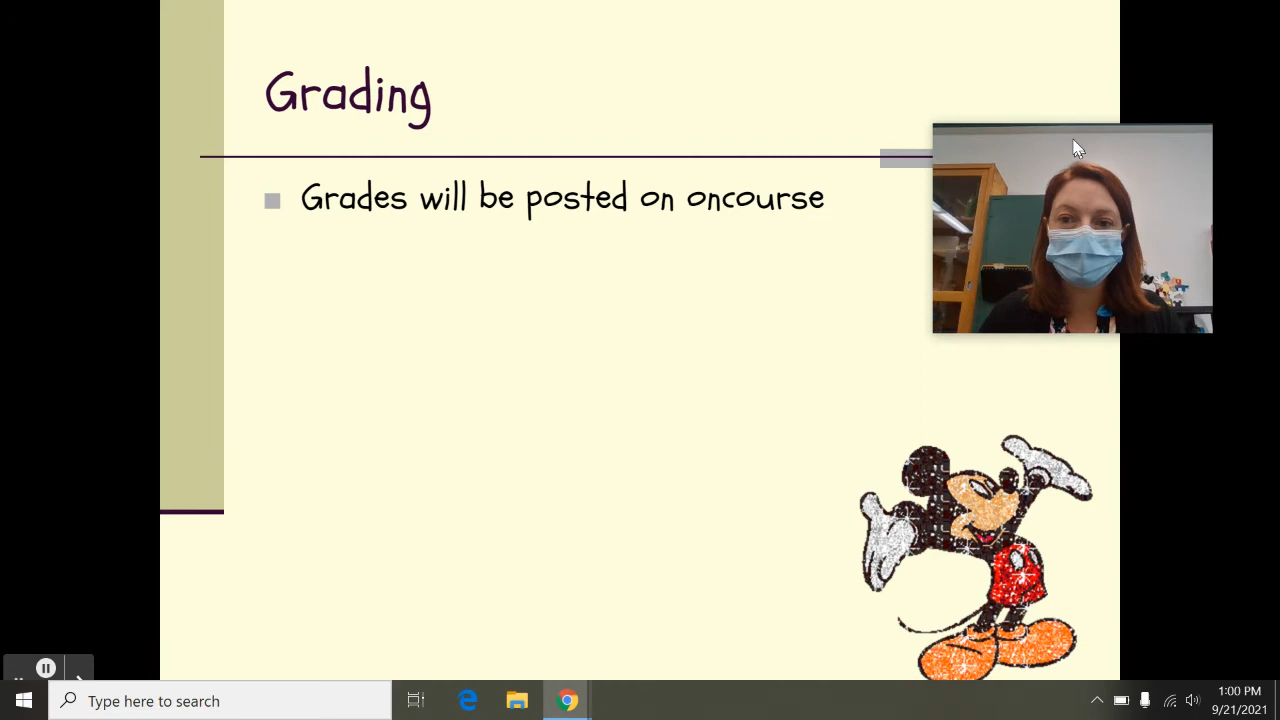 Grading
Grades will be posted on oncourse
Type here to search
1:00 PM
9/21/2021